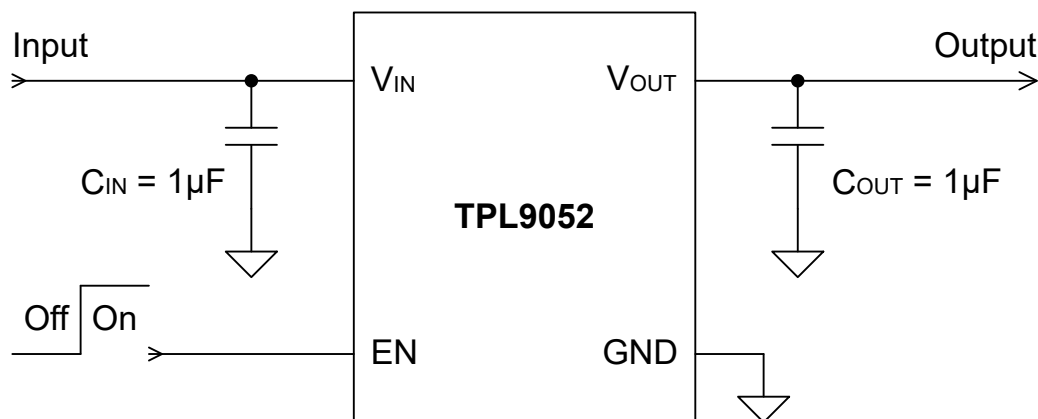 Input
Output
VIN
VOUT
CIN = 1µF
COUT = 1µF
TPL9052
Off On
EN
GND